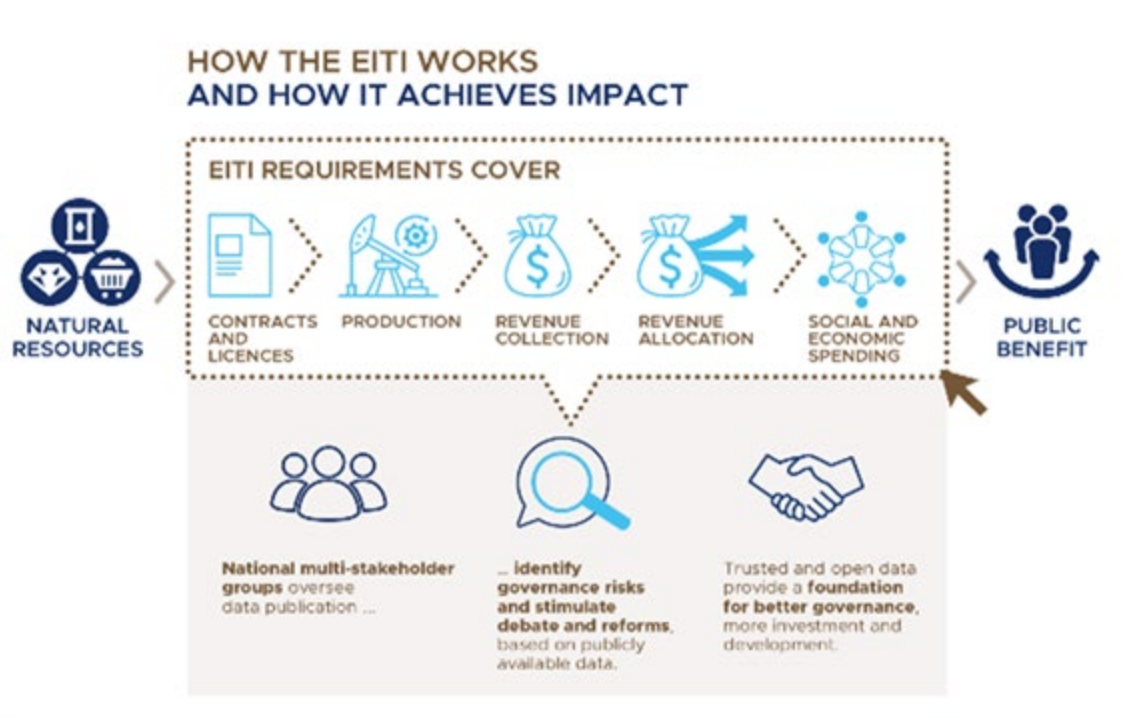 HOW THE EITI WORKS
AND HOW IT ACHIEVES IMPACT
EITI REQUIREMENTS COVER
NATURAL
RESOURCES
CONTRACTS
AND
LICENCES
PRODUCTION
REVENUE
COLLECTION
REVENUE
ALLOCATION
SOCIAL AND
ECONOMIC
SPENDING
PUBLIC
BENEFIT
National multi-stakeholder
groups oversee
data publication ...
... identify
governance risks
and stimulate
debate and reforms,
based on publicly
available data.
Trusted and open data
provide a foundation
for better governance,
more investment and
development.